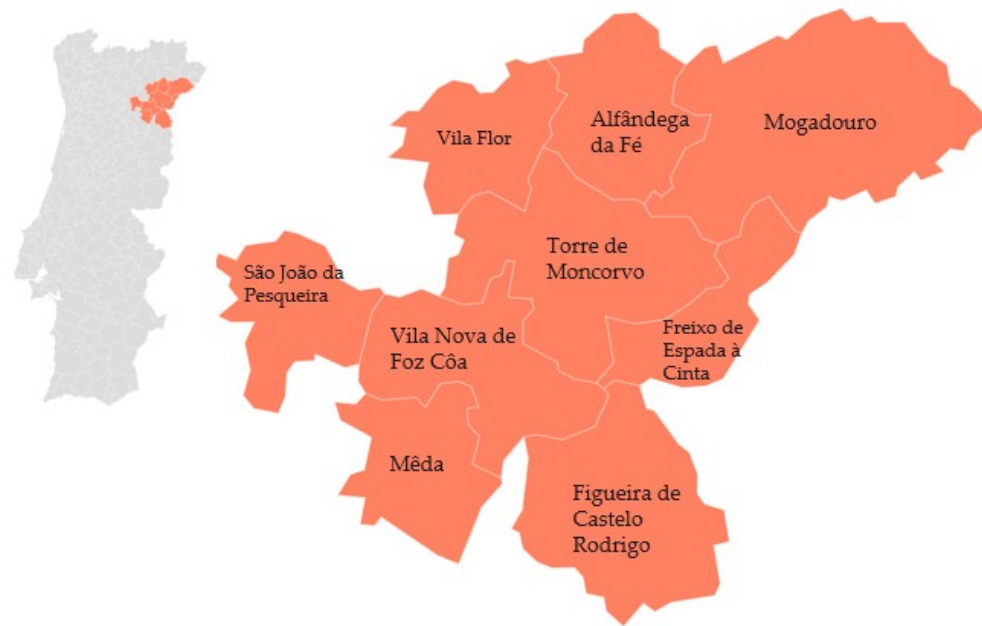 Alfândega
da Fé
Mogadouro
Vila Flor
Torre de
Moncorvo
São João da
Pesqueira
Vila Nova de
Foz Côa
Freixo de
Espada à
Cinta
Mêda
Figueira de
Castelo
Rodrigo